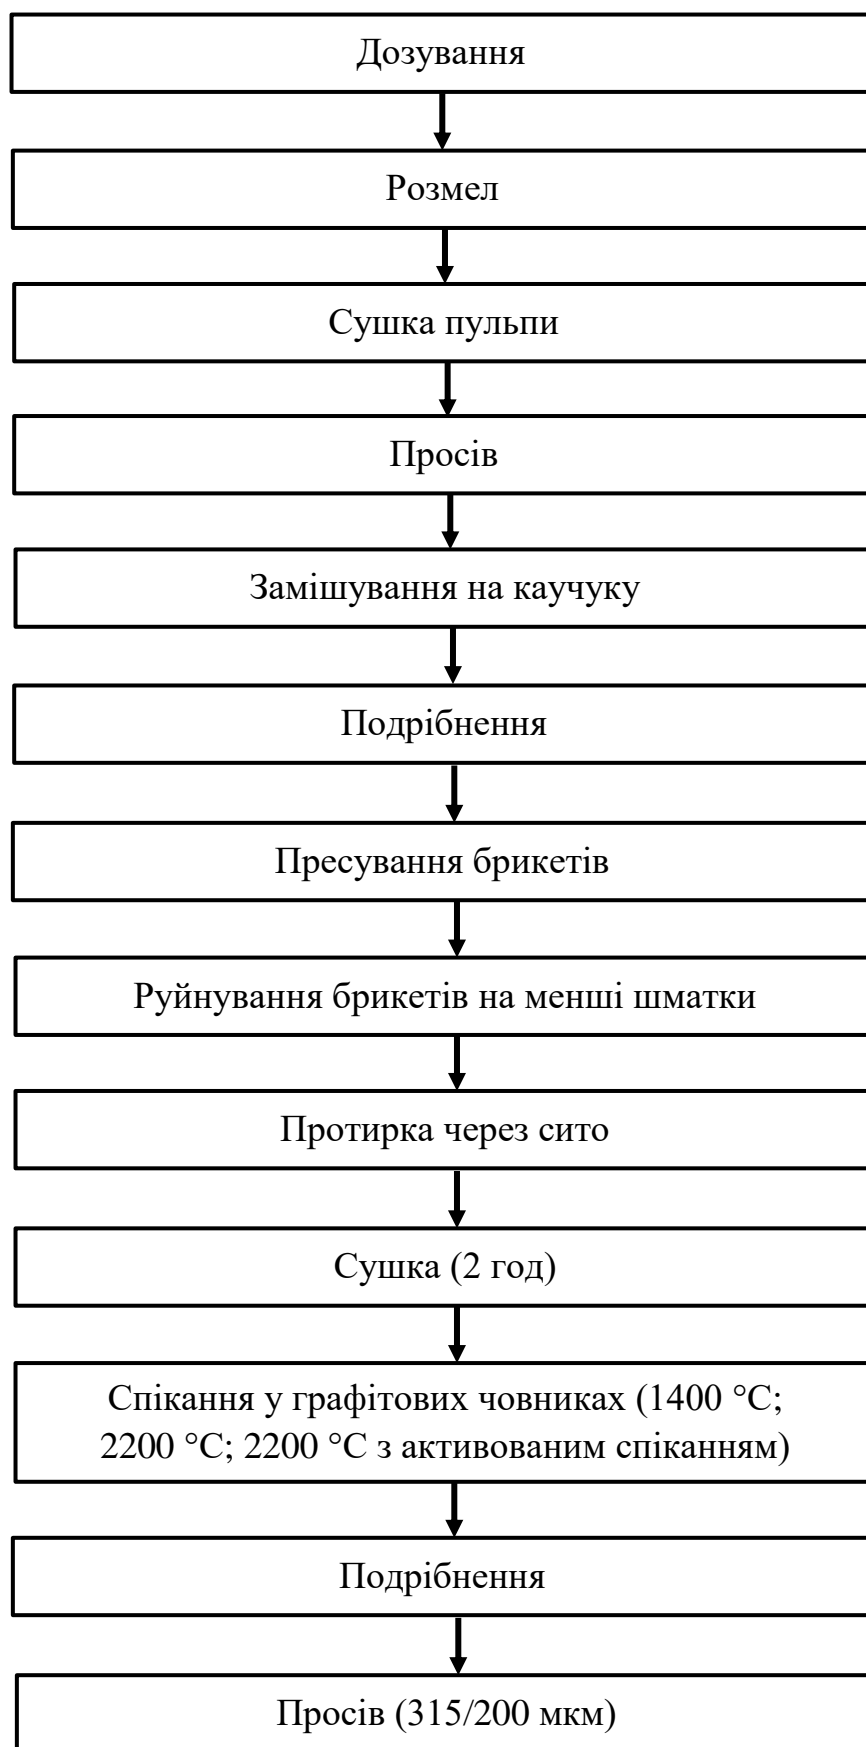 Дозування
Розмел
Сушка пульпи
Просів
Замішування на каучуку
Подрібнення
Пресування брикетів
Руйнування брикетів на менші шматки
Протирка через сито
Сушка (2 год)
Спікання у графітових човниках (1400 °C;
2200 °C; 2200 °C з активованим спіканням)
Подрібнення
Просів (315/200 мкм)